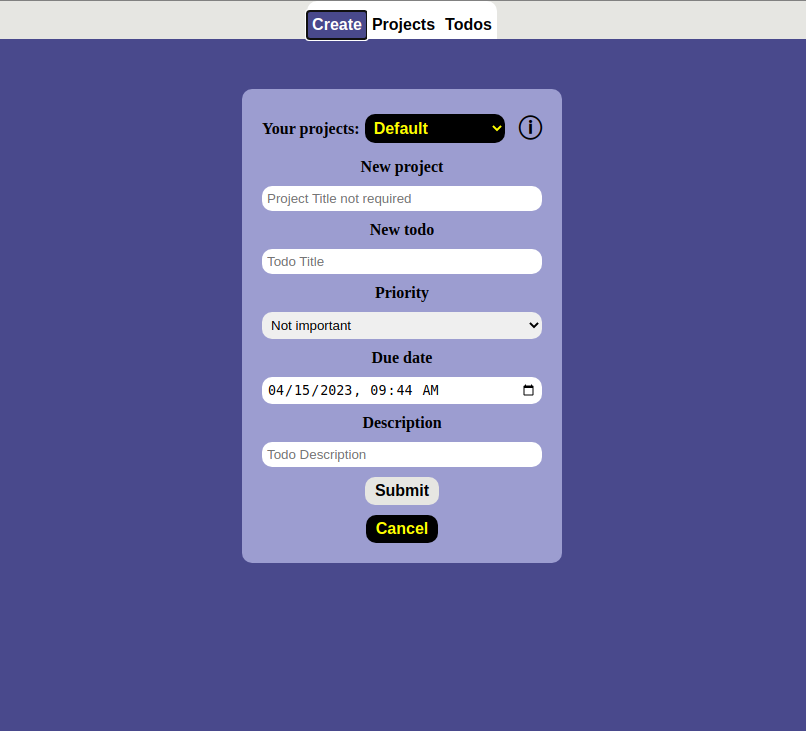 Create Projects Todos
Your projects: Default
New project
Project Title not required
New todo
Todo Title
Priority
Not important
Due date
04/15/2023, 09:44 AM
Description
Todo Description
Submit
Cancel